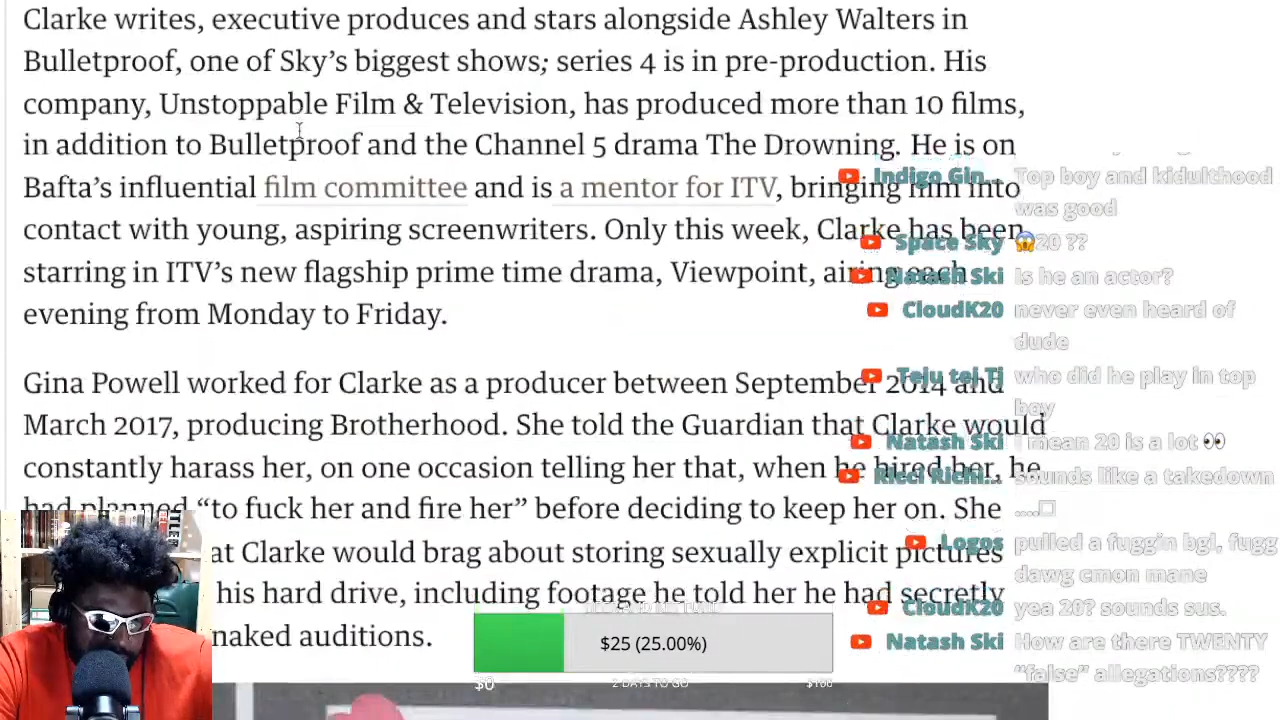 Clarke writes, executive produces and stars alongside Ashley Walters in
Bulletproof, one of Sky’s biggest shows; series 4 is in pre-production. His
company, Unstoppable Film & Television, has produced more than 10 films,
in addition to Bulletproof and the Channel 5 drama The Drowning. He is on
Bafta’s influential film committee and is a mentor for ITV, bringing him into
contact with young, aspiring screenwriters. Only this week, Clarke has been
starring in ITV’s new flagship prime time drama, Viewpoint, airing each
evening from Monday to Friday.
Gina Powell worked for Clarke as a producer between September 2014 and
March 2017, producing Brotherhood. She told the Guardian that Clarke would
constantly harass her, on one occasion telling her that, when he hired her, he
had planned “to fuck her and fire her” before deciding to keep her on. She
at Clarke would brag about storing sexually explicit pictures
his hard drive, including footage he told her he had secretly
naked auditions.
Indigo Gin... Top boy and kidulthood
was good
Space Sky 😱20 ??
Natash Ski Is he an actor?
CloudK20 never even heard of
dude
Teju tej Tj who did he play in top
boy
Natash Ski I mean 20 is a lot 👀
Ricci Richi... sounds like a takedown
....
Logos pulled a fuggin bgl, fugg
dawg cmon mane
CloudK20 yea 20? sounds sus.
Natash Ski How are there TWENTY
“false” allegations????
$25 (25.00%)
$0 2 DAYS TO GO $100